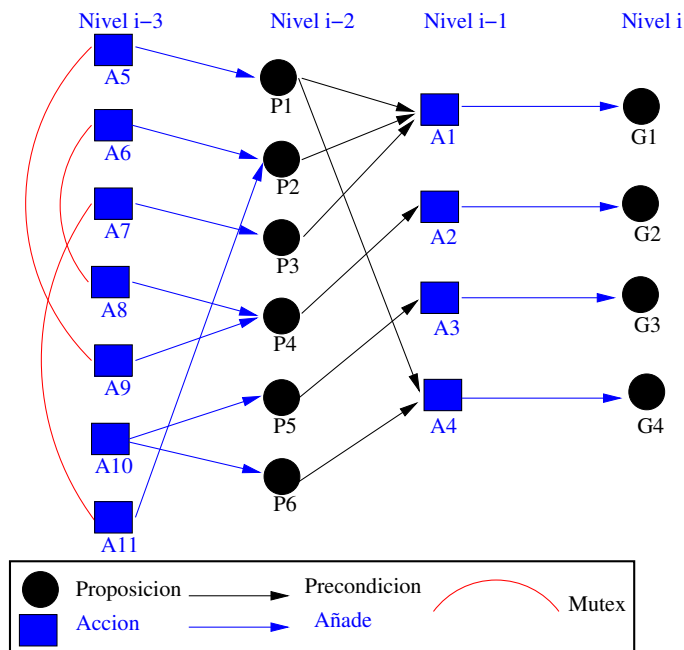 Nivel i-3 Nivel i-2 Nivel i-1 Nivel i
A5 P1 A1 G1
A6 P2 A2 G2
A7 P3 A3 G3
A8 P4 A4 G4
A9 P5
A10 P6
A11
Proposicion Precondicion Mutex
Accion Añade